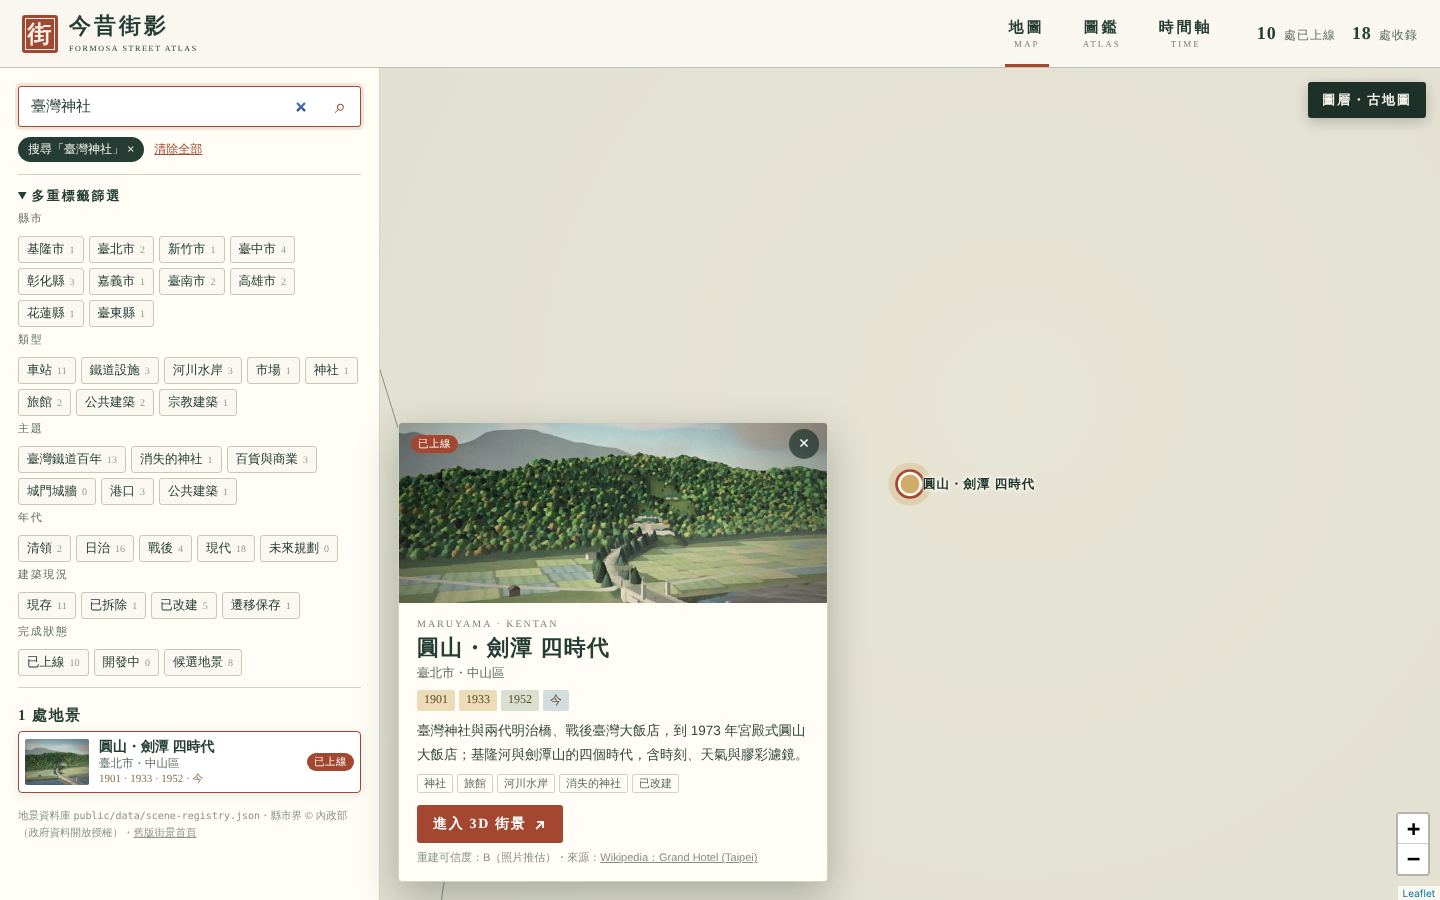 街
今昔街影
FORMOSA STREET ATLAS
地圖
MAP
圖鑑
ATLAS
時間軸
TIME
10 處已上線 18 處收錄
臺灣神社 × ⌕
搜尋「臺灣神社」 × 清除全部
▼ 多重標籤篩選
縣市
基隆市 1 臺北市 2 新竹市 1 臺中市 4
彰化縣 3 嘉義市 1 臺南市 2 高雄市 2
花蓮縣 1 臺東縣 1
類型
車站 11 鐵道設施 3 河川水岸 3 市場 1 神社 1
旅館 2 公共建築 2 宗教建築 1
主題
臺灣鐵道百年 13 消失的神社 1 百貨與商業 3
城門城牆 0 港口 3 公共建築 1
年代
清領 2 日治 16 戰後 4 現代 18 未來規劃 0
建築現況
現存 11 已拆除 1 已改建 5 遷移保存 1
完成狀態
已上線 10 開發中 0 候選地景 8
1 處地景
圓山・劍潭 四時代
臺北市・中山區
1901 · 1933 · 1952 · 今
已上線
地景資料庫 public/data/scene-registry.json・縣市界 © 內政部
（政府資料開放授權）・舊版街景首頁
圖層・古地圖
圓山・劍潭 四時代
已上線
✕
MARUYAMA · KENTAN
圓山・劍潭 四時代
臺北市・中山區
1901 1933 1952 今
臺灣神社與兩代明治橋、戰後臺灣大飯店，到 1973 年宮殿式圓山
大飯店；基隆河與劍潭山的四個時代，含時刻、天氣與膠彩濾鏡。
神社 旅館 河川水岸 消失的神社 已改建
進入 3D 街景 ↗
重建可信度：B（照片推估）・來源：Wikipedia：Grand Hotel (Taipei)
+
−
Leaflet